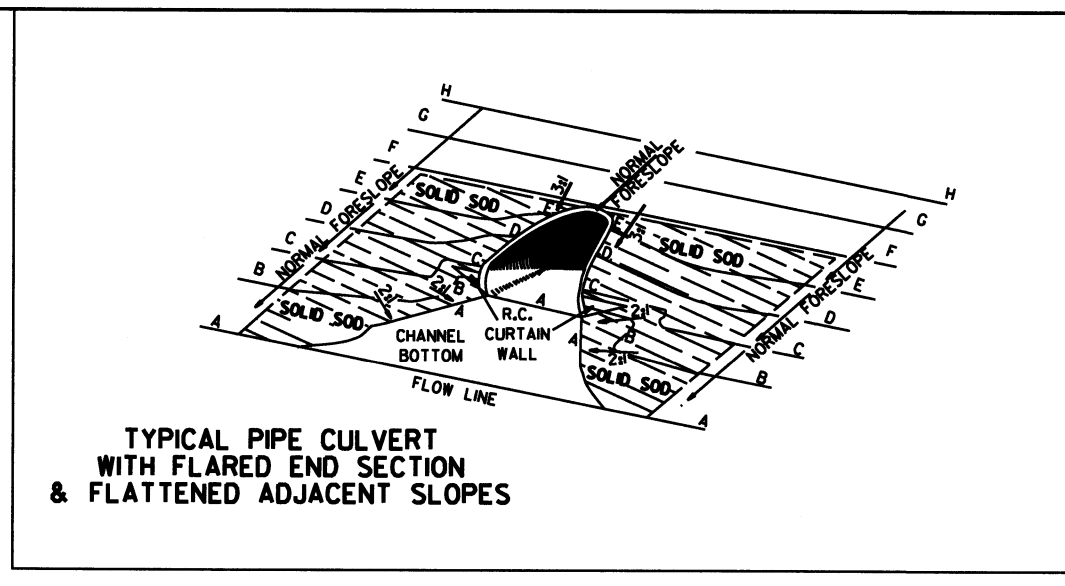 H
G
F
E
D
C
B
A
NORMAL FORESLOPE
SOLID SOD
SOLID SOD
2:1
2:1
3:1
NORMAL
FORESLOPE
E
D
C
B
A
E
3:1
D
C
A
2:1
B
A
2:1
SOLID SOD
SOLID SOD
NORMAL FORESLOPE
H
G
F
E
D
C
B
A
R.C.
CURTAIN
WALL
CHANNEL
BOTTOM
FLOW LINE
TYPICAL PIPE CULVERT
WITH FLARED END SECTION
& FLATTENED ADJACENT SLOPES